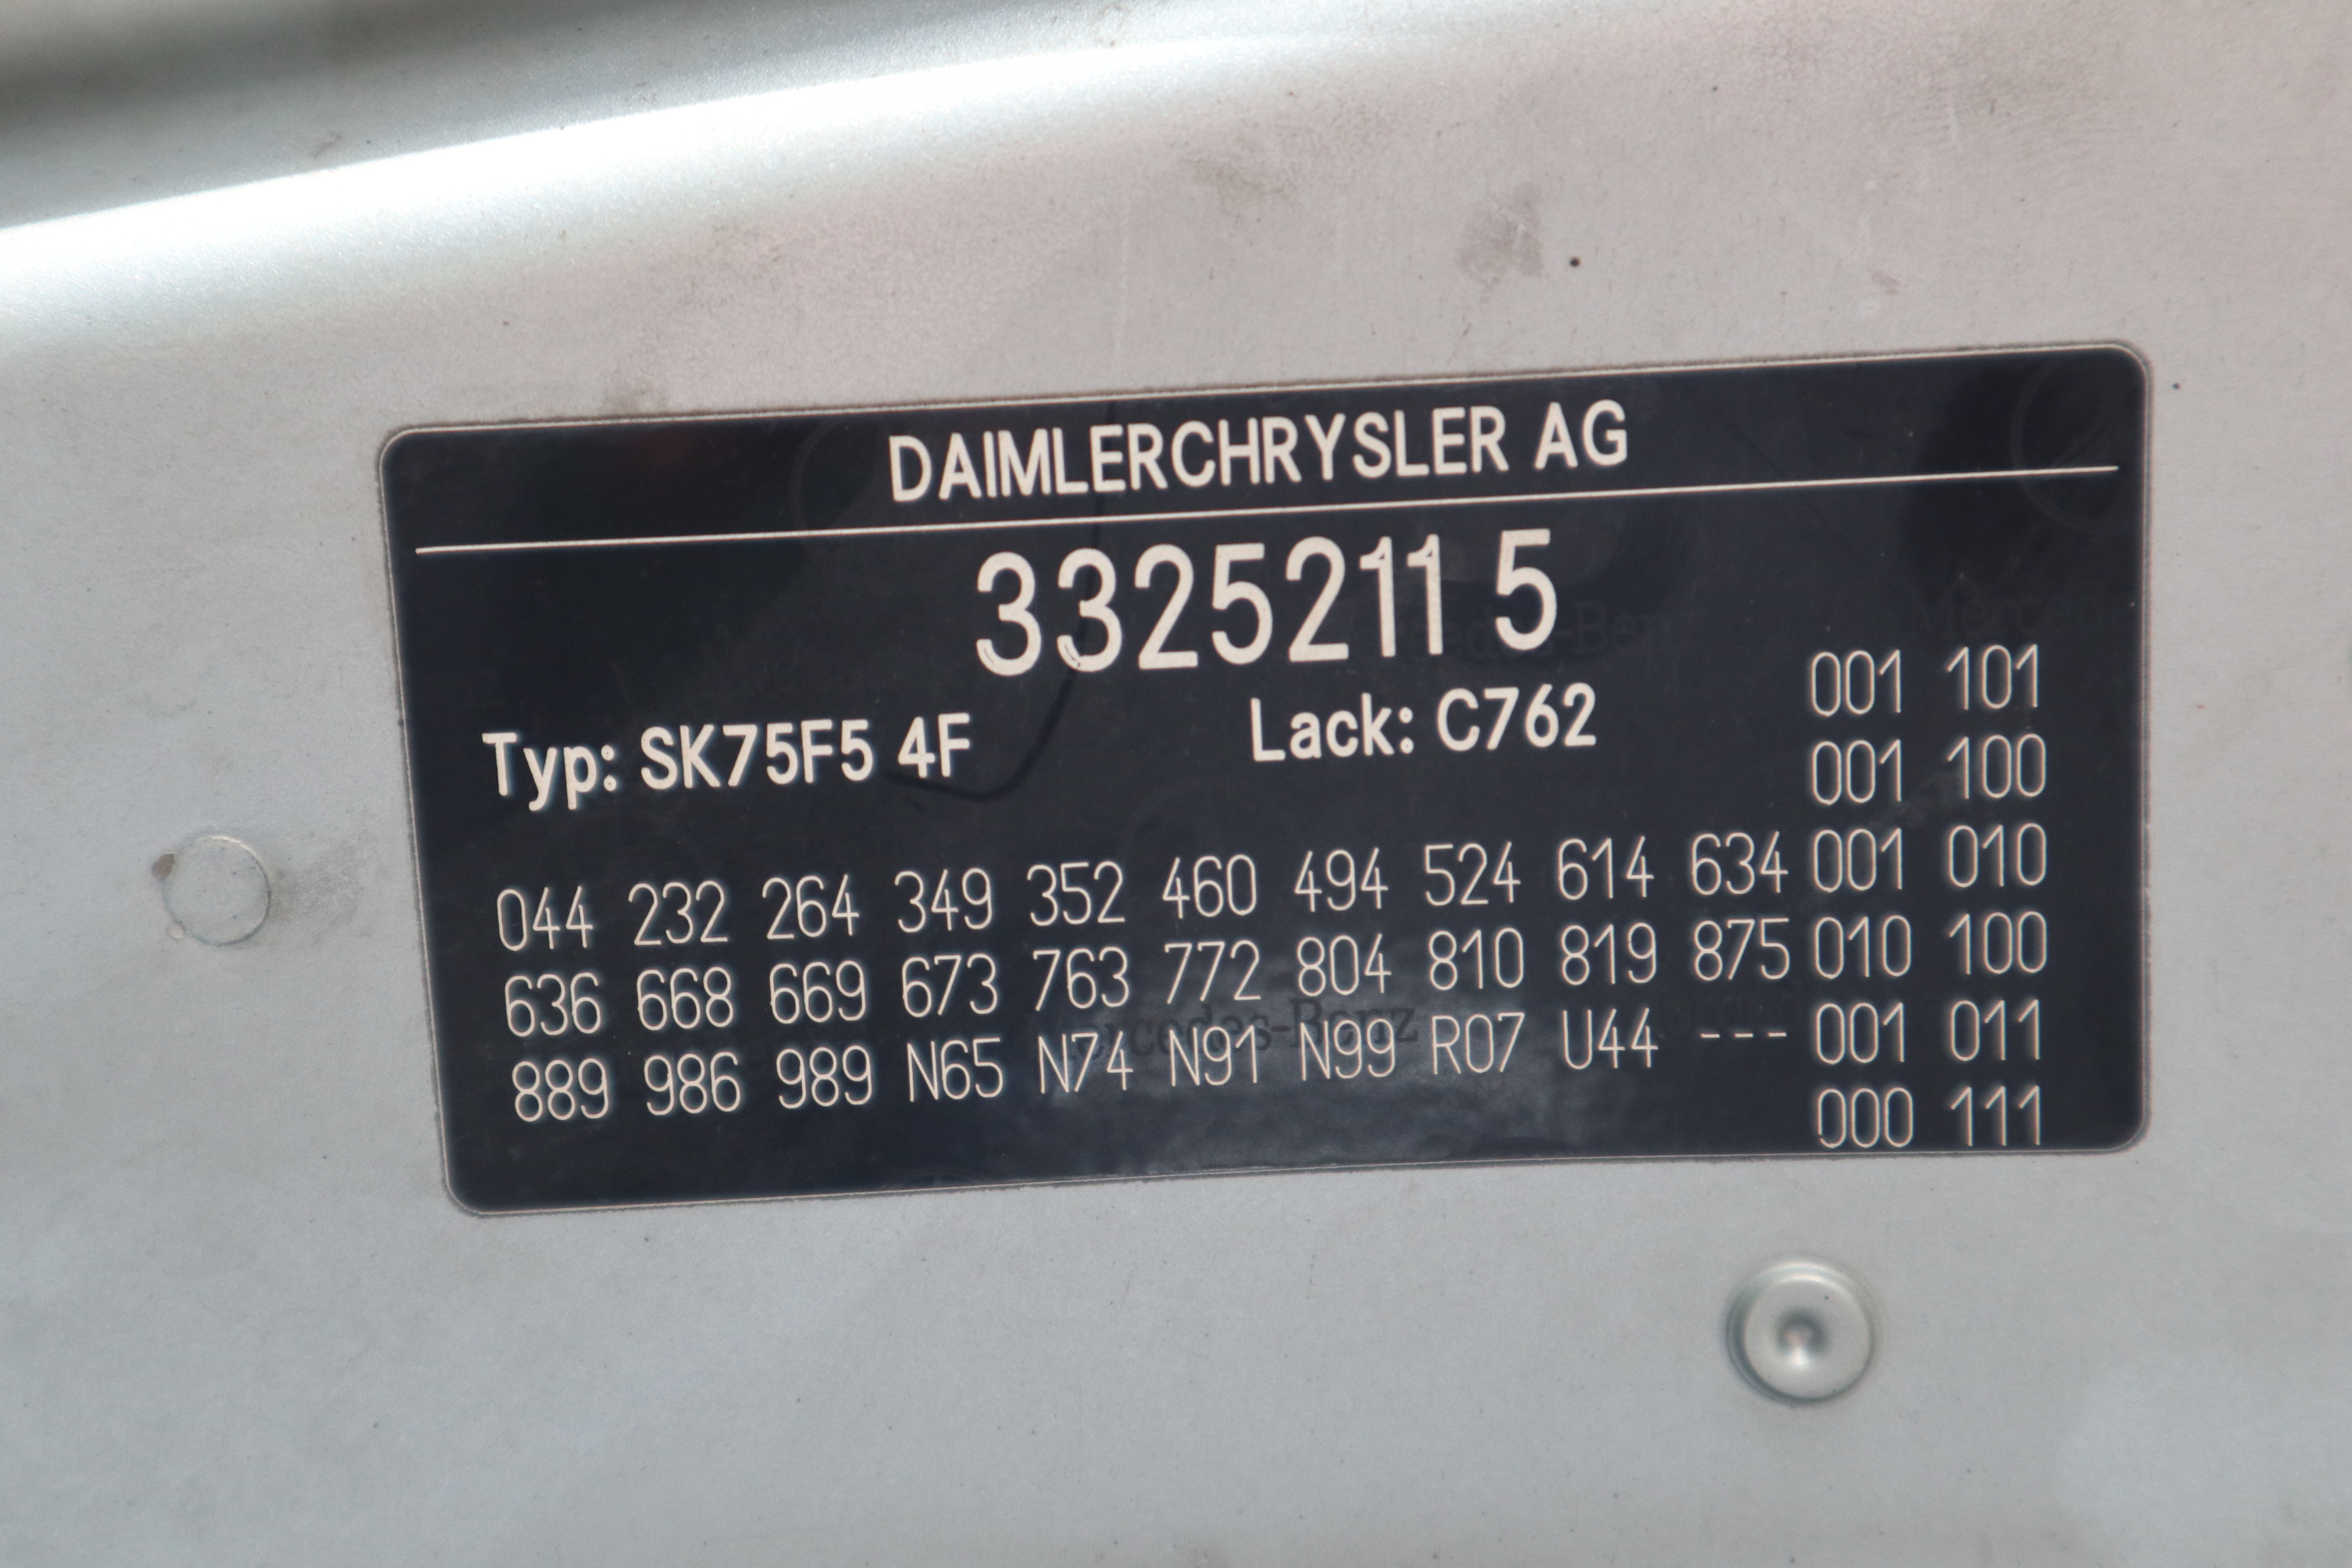 DAIMLERCHRYSLER AG
3325211 5
Typ: SK75F5 4F Lack: C762 001 101
001 100
044 232 264 349 352 460 494 524 614 634 001 010
636 668 669 673 763 772 804 810 819 875 010 100
889 986 989 N65 N74 N91 N99 R07 U44 --- 001 011
000 111